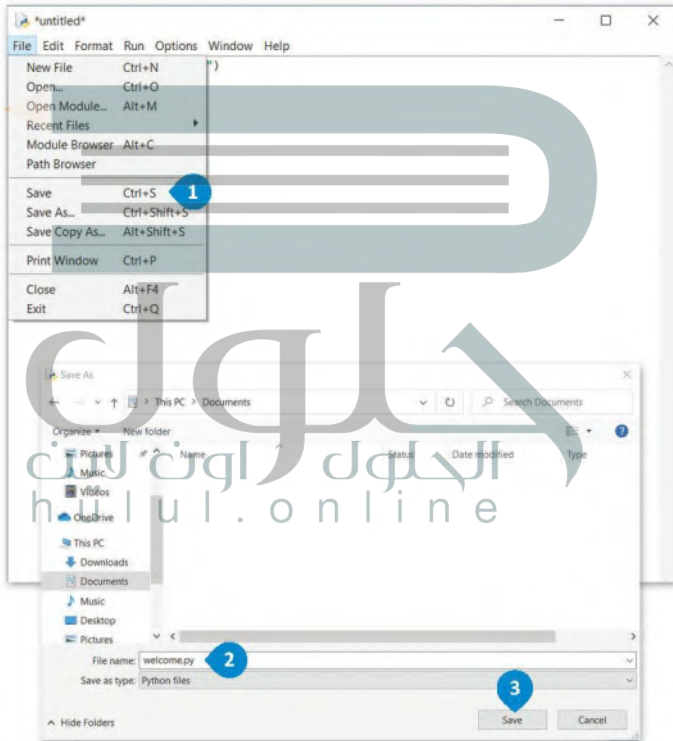 *untitled*
File Edit Format Run Options Window Help
New File Ctrl+N
")
Open... Ctrl+O
Open Module... Alt+M
Recent Files
Module Browser Alt+C
Path Browser
Save Ctrl+S 1
Save As... Ctrl+Shift+S
Save Copy As... Alt+Shift+S
Print Window Ctrl+P
Close Alt+F4
Exit Ctrl+Q
حلول
Save As
This PC > Documents
Search Documents
Organize New folder
Pictures
Name Status Date modified Type
Music
الحلول اون لاين
Videos
hulul.online
OneDrive
This PC
Downloads
Documents
Music
Desktop
Pictures
File name: welcome.py 2
Save as type: Python files
3
Hide Folders Save Cancel